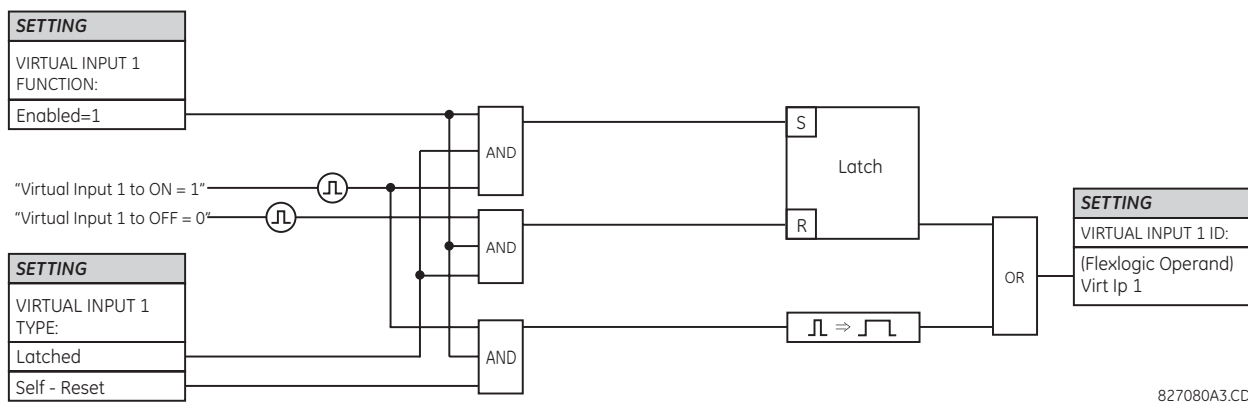 SETTING
VIRTUAL INPUT 1
FUNCTION:
Enabled=1
"Virtual Input 1 to ON = 1"
"Virtual Input 1 to OFF = 0"
SETTING
VIRTUAL INPUT 1
TYPE:
Latched
Self - Reset
AND
AND
AND
S
Latch
R
OR
SETTING
VIRTUAL INPUT 1 ID:
(Flexlogic Operand)
Virt Ip 1
827080A3.CD